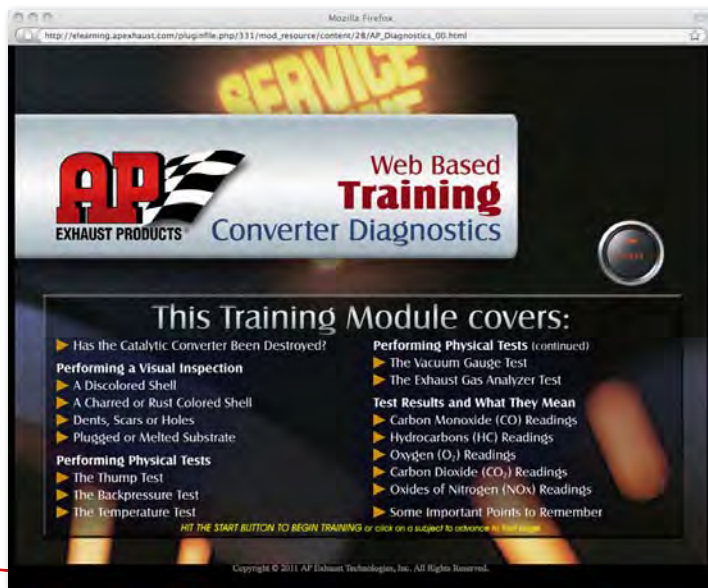 Mozilla Firefox
http://elearning.apexhaust.com/pluginfile.php/331/mod_resource/content/28/AP_Diagnostics_00.html
SERVICE
AP
EXHAUST PRODUCTS
Web Based
Training
Converter Diagnostics
This Training Module covers:
Has the Catalytic Converter Been Destroyed?
Performing a Visual Inspection
A Discolored Shell
A Charred or Rust Colored Shell
Dents, Scars or Holes
Plugged or Melted Substrate
Performing Physical Tests
The Thump Test
The Backpressure Test
The Temperature Test
Performing Physical Tests (continued)
The Vacuum Gauge Test
The Exhaust Gas Analyzer Test
Test Results and What They Mean
Carbon Monoxide (CO) Readings
Hydrocarbons (HC) Readings
Oxygen (O₂) Readings
Carbon Dioxide (CO₂) Readings
Oxides of Nitrogen (NOx) Readings
Some Important Points to Remember
HIT THE START BUTTON TO BEGIN TRAINING or click on a subject to advance to that page
Copyright © 2011 AP Exhaust Technologies, Inc. All Rights Reserved.